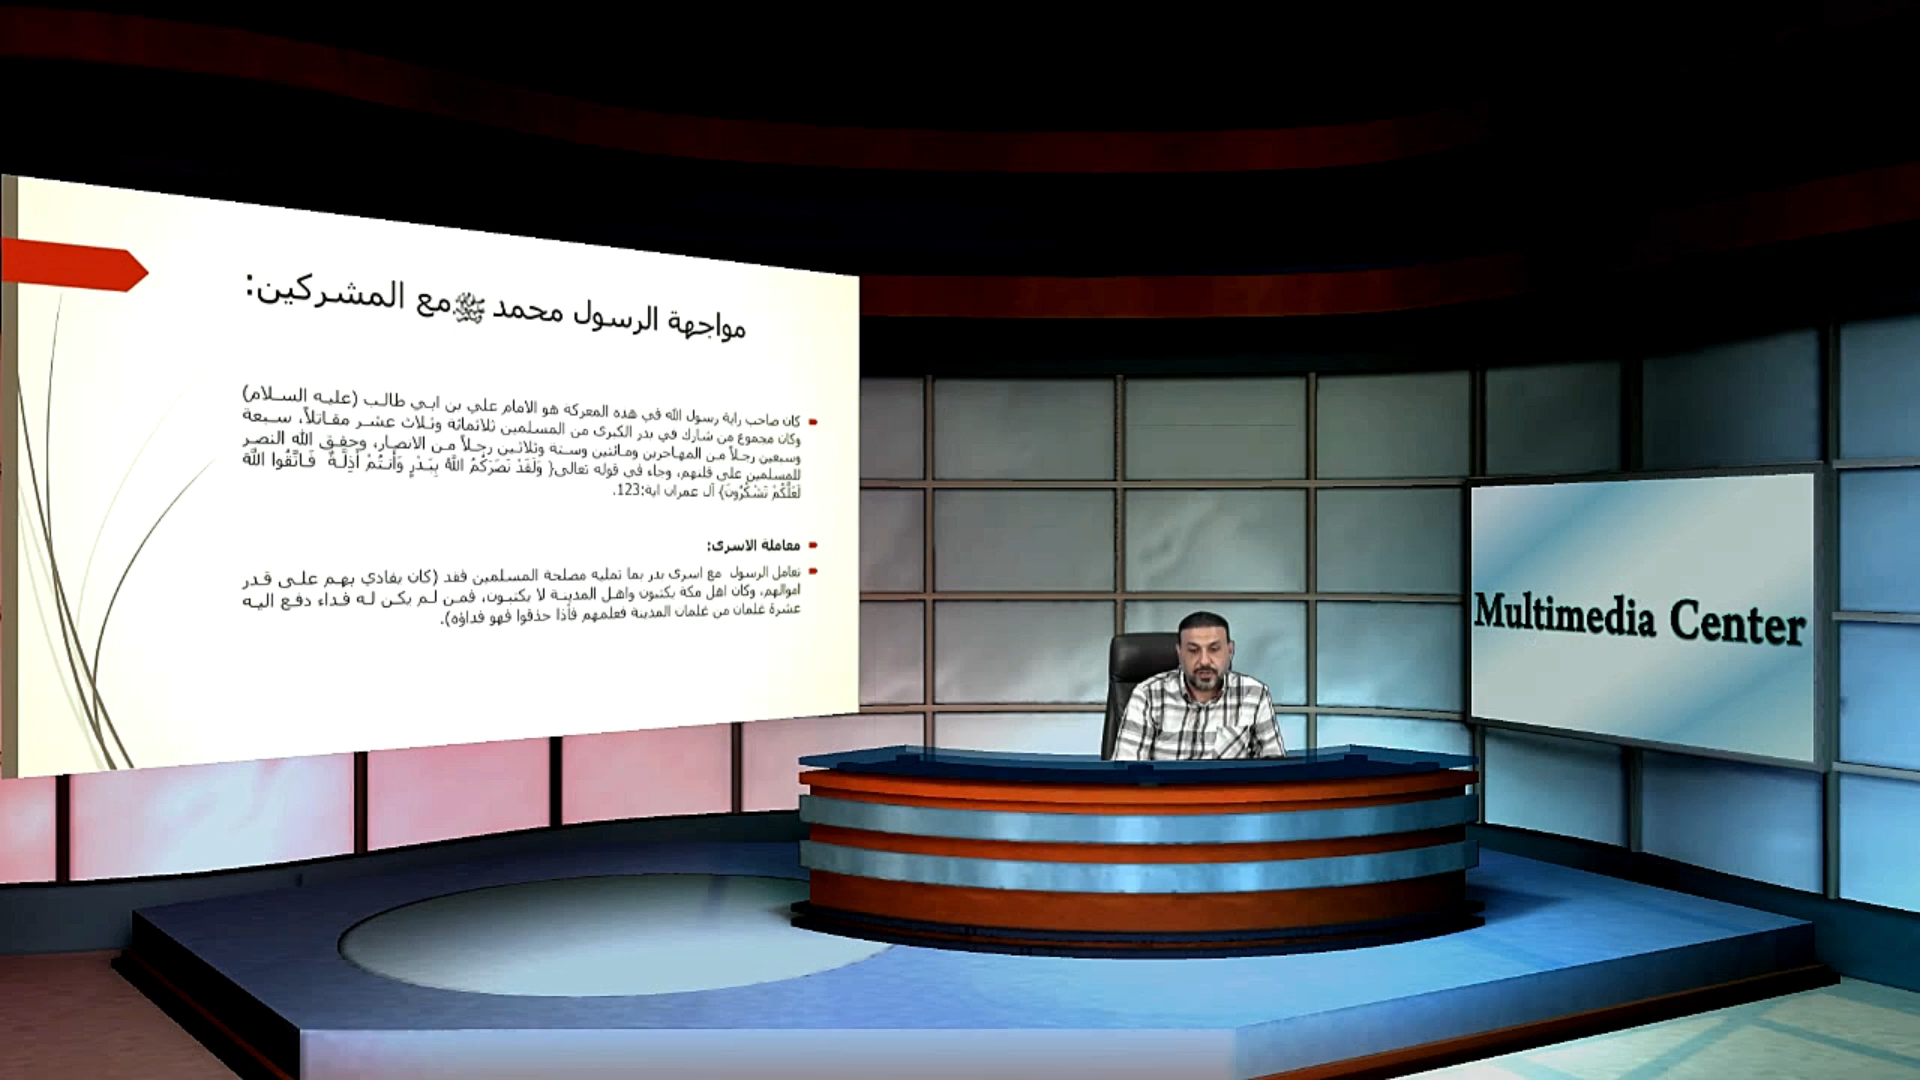 مواجهة الرسول محمد ﷺ مع المشركين:
كان صاحب راية رسول الله في هذه المعركة هو الامام علي بن ابي طالب (عليه السلام)
وكان مجموع من شارك في بدر الكبرى من المسلمين ثلاثمائة وثلاث عشر مقاتلاً، سبعة
وسبعين رجلاً من المهاجرين ومائتين وستة وثلاثين رجلاً من الانصار، وحقق الله النصر
للمسلمين على قلتهم، وجاء في قوله تعالى{ وَلَقَدْ نَصَرَكُمُ اللَّهُ بِبَدْرٍ وَأَنتُمْ أَذِلَّةٌ فَاتَّقُوا اللَّهَ
لَعَلَّكُمْ تَشْكُرُونَ} آل عمران اية:123.
معاملة الاسرى:
تعامل الرسول مع اسرى بدر بما تمليه مصلحة المسلمين فقد (كان يفادي بهم على قدر
اموالهم، وكان اهل مكة يكتبون واهل المدينة لا يكتبون، فمن لم يكن له فداء دفع اليه
عشرة غلمان من غلمان المدينة فعلمهم فأذا حذقوا فهو فداؤه).
Multimedia Center